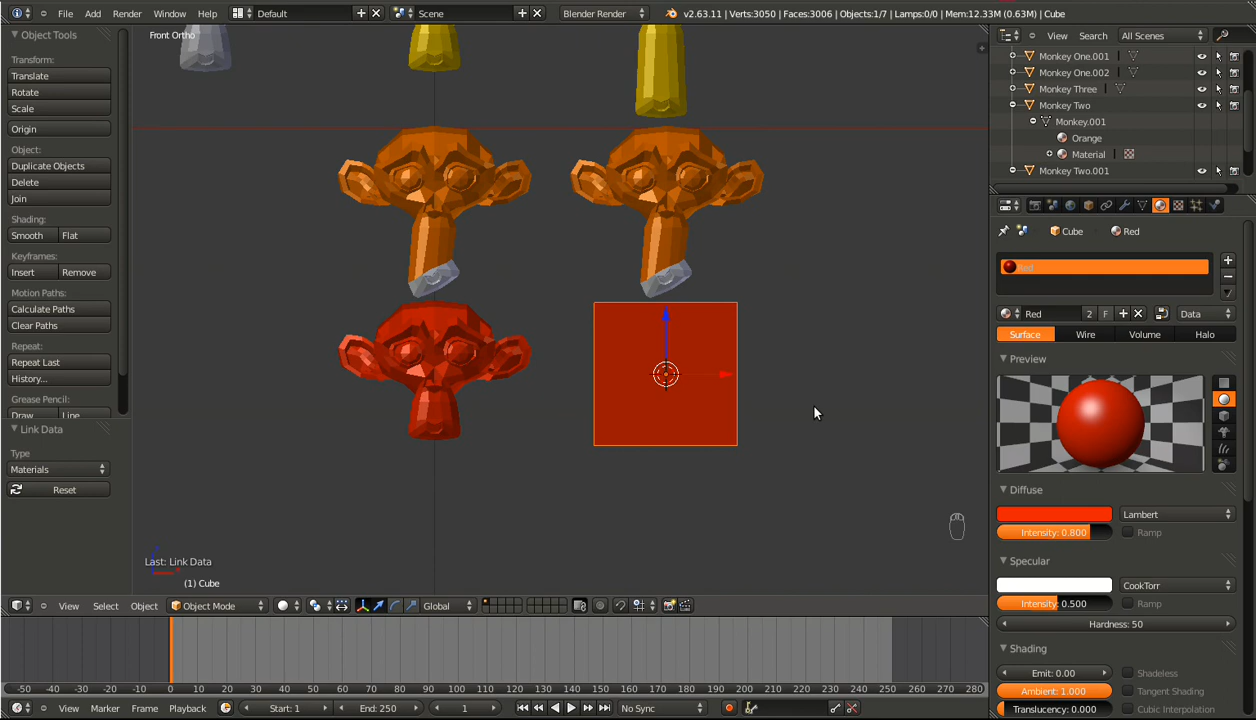 File Add Render Window Help Default Scene Blender Render v2.63.11 | Verts:3050 | Faces:3006 | Objects:1/7 | Lamps:0/0 | Mem:12.33M (0.63M) | Cube
Object Tools
Transform:
Translate
Rotate
Scale
Origin
Object:
Duplicate Objects
Delete
Join
Shading:
Smooth Flat
Keyframes:
Insert Remove
Motion Paths:
Calculate Paths
Clear Paths
Repeat:
Repeat Last
History...
Grease Pencil:
Draw Line
Link Data
Type
Materials
Reset
Front Ortho
Last: Link Data
(1) Cube
View Select Object Object Mode Global
-50 -40 -30 -20 -10 0 10 20 30 40 50 60 70 80 90 100 110 120 130 140 150 160 170 180 190 200 210 220 230 240 250 260 270 280
View Marker Frame Playback Start: 1 End: 250 1 No Sync
View Search All Scenes
Monkey One.001
Monkey One.002
Monkey Three
Monkey Two
Monkey.001
Orange
Material
Monkey Two.001
Cube Red
Red
Red 2 F Data
Surface Wire Volume Halo
Preview
Diffuse
Lambert
Intensity: 0.800 Ramp
Specular
CookTorr
Intensity: 0.500 Ramp
Hardness: 50
Shading
Emit: 0.00 Shadeless
Ambient: 1.000 Tangent Shading
Translucency: 0.000 Cubic Interpolation